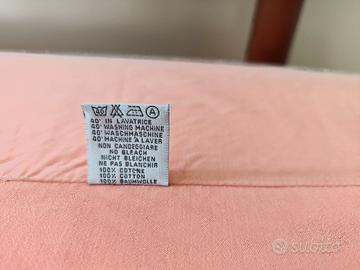 40 A
40° IN LAVATRICE
40° WASHING MACHINE
40° WASCHMASCHINE
40° MACHINE À LAVER
NON CANDEGGIARE
NO BLEACH
NICHT BLEICHEN
NE PAS BLANCHIR
100% COTONE
100% COTTON
100% BAUMWOLLE
subito